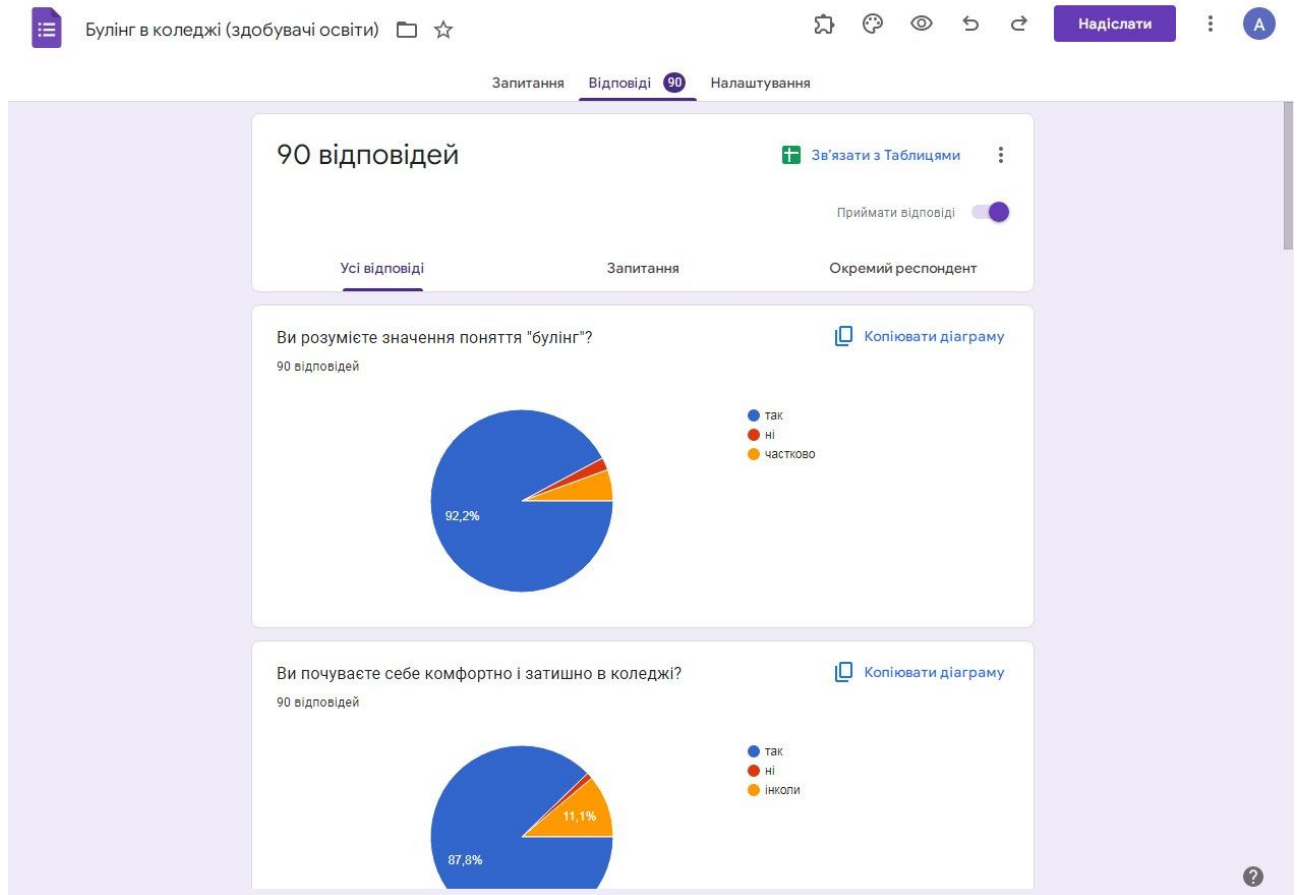 Булінг в коледжі (здобувачі освіти)
Надіслати
A
Запитання
Відповіді 90
Налаштування
90 відповідей
Зв'язати з Таблицями
Приймати відповіді
Усі відповіді
Запитання
Окремий респондент
Ви розумієте значення поняття "булінг"?
Копіювати діаграму
90 відповідей
так
ні
частково
92,2%
Ви почуваєте себе комфортно і затишно в коледжі?
Копіювати діаграму
90 відповідей
так
ні
інколи
11,1%
87,8%